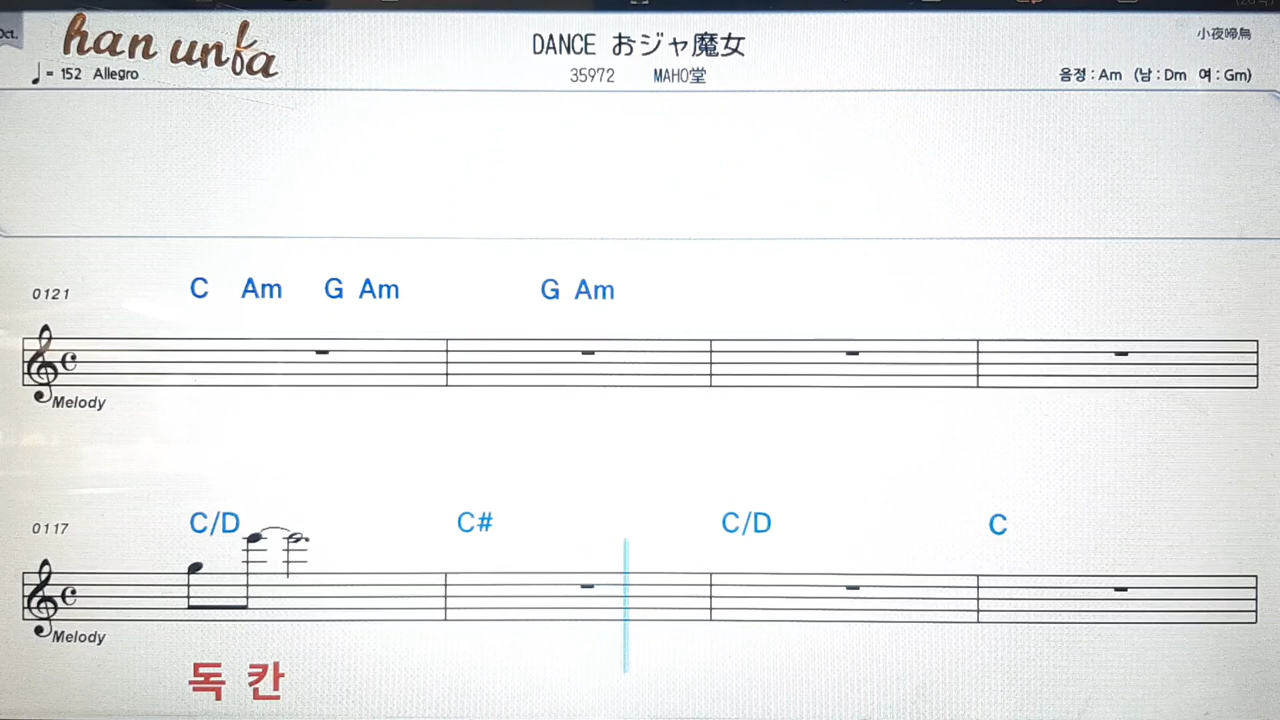 Oct.
han unfa
DANCE おジャ魔女
小夜啼鳥
♩= 152 Allegro
35972 MAHO堂
음정 : Am (남 : Dm 여 : Gm)
0121 C Am G Am G Am
Melody
0117 C/D C# C/D C
Melody
독 칸